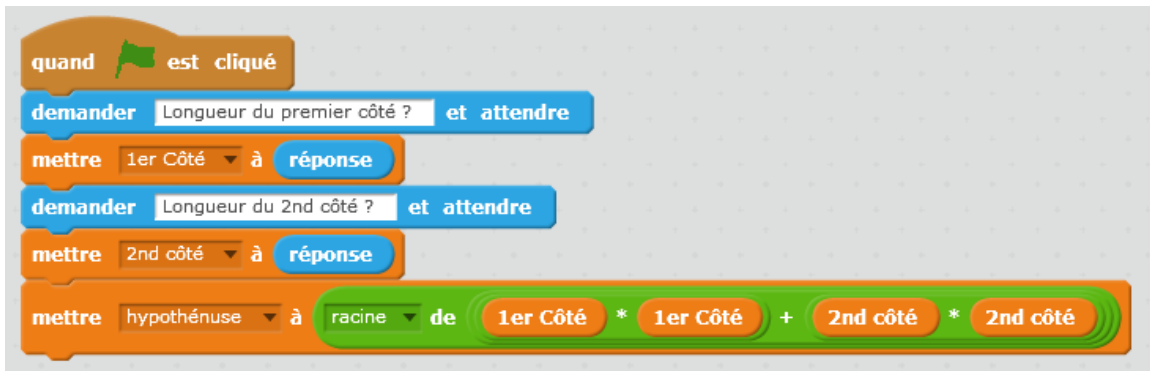 quand est cliqué
demander Longueur du premier côté ? et attendre
mettre 1er Côté à réponse
demander Longueur du 2nd côté ? et attendre
mettre 2nd côté à réponse
mettre hypothénuse à racine de 1er Côté * 1er Côté + 2nd côté * 2nd côté